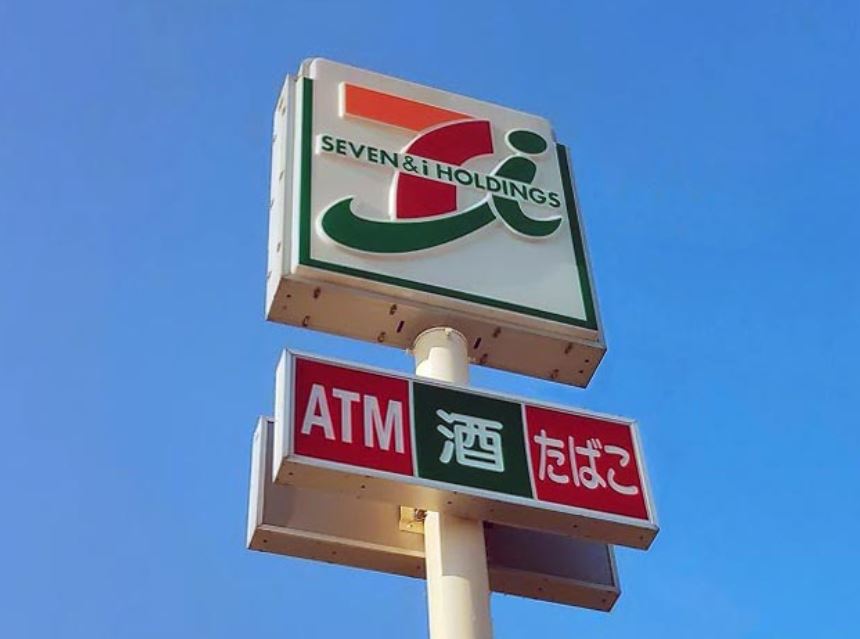 SEVEN&i HOLDINGS
ATM 酒 たばこ